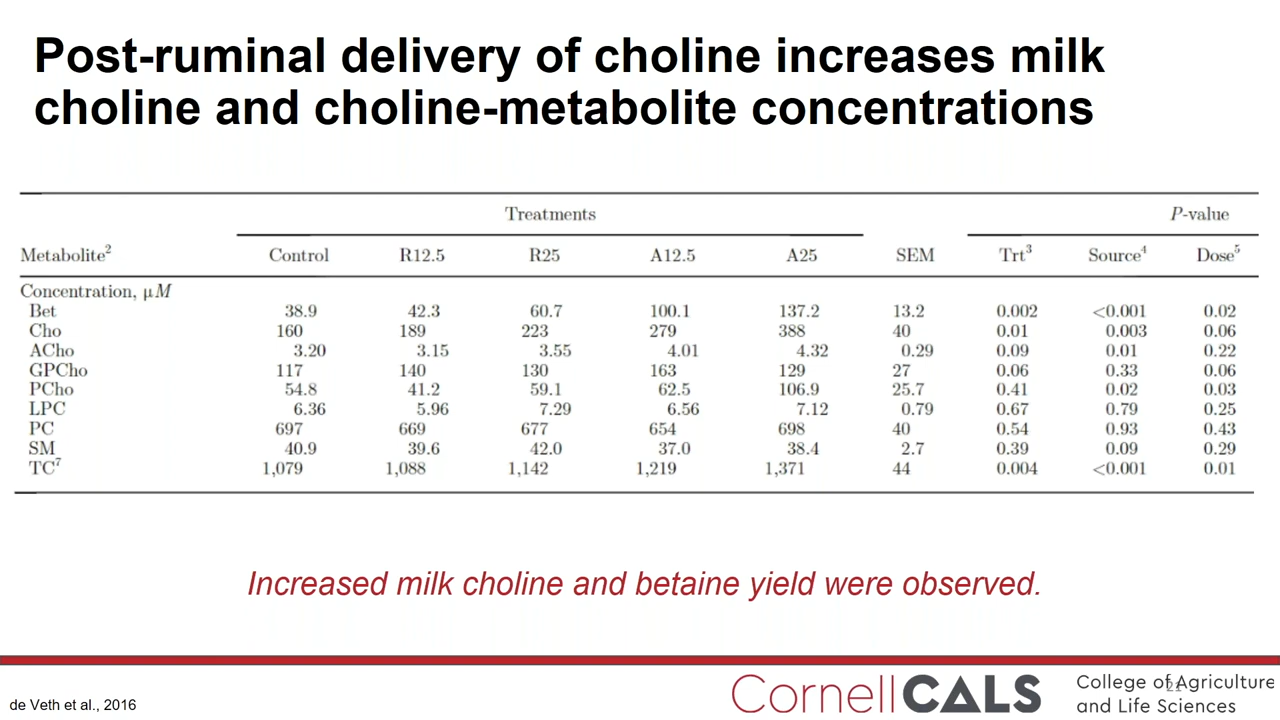 Post-ruminal delivery of choline increases milk
choline and choline-metabolite concentrations
Treatments P-value
Metabolite2 Control R12.5 R25 A12.5 A25 SEM Trt3 Source4 Dose5
Concentration, μM
Bet 38.9 42.3 60.7 100.1 137.2 13.2 0.002 <0.001 0.02
Cho 160 189 223 279 388 40 0.01 0.003 0.06
ACho 3.20 3.15 3.55 4.01 4.32 0.29 0.09 0.01 0.22
GPCho 117 140 130 163 129 27 0.06 0.33 0.06
PCho 54.8 41.2 59.1 62.5 106.9 25.7 0.41 0.02 0.03
LPC 6.36 5.96 7.29 6.56 7.12 0.79 0.67 0.79 0.25
PC 697 669 677 654 698 40 0.54 0.93 0.43
SM 40.9 39.6 42.0 37.0 38.4 2.7 0.39 0.09 0.29
TC7 1,079 1,088 1,142 1,219 1,371 44 0.004 <0.001 0.01
Increased milk choline and betaine yield were observed.
de Veth et al., 2016
CornellCALS
College of Agriculture
and Life Sciences
21